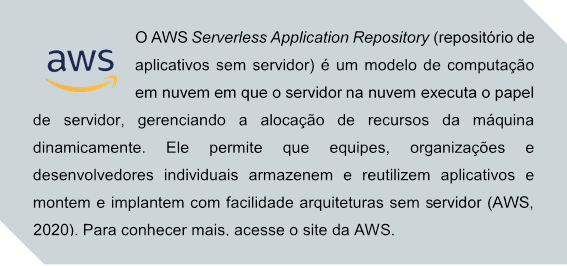 aws
O AWS Serverless Application Repository (repositório de
aplicativos sem servidor) é um modelo de computação
em nuvem em que o servidor na nuvem executa o papel
de servidor, gerenciando a alocação de recursos da máquina
dinamicamente. Ele permite que equipes, organizações e
desenvolvedores individuais armazenem e reutilizem aplicativos e
montem e implantem com facilidade arquiteturas sem servidor (AWS,
2020). Para conhecer mais, acesse o site da AWS.